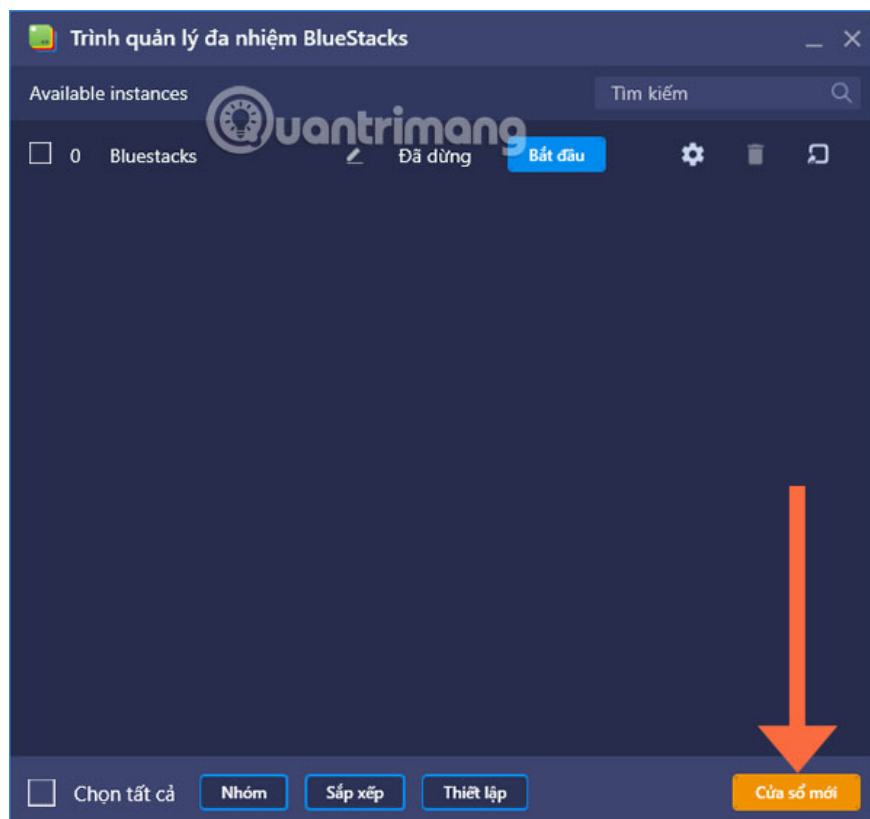 Trình quản lý đa nhiệm BlueStacks
Available instances Tìm kiếm
Quantrimang
0 Bluestacks Đã dừng Bắt đầu
Chọn tất cả Nhóm Sắp xếp Thiết lập Cửa sổ mới